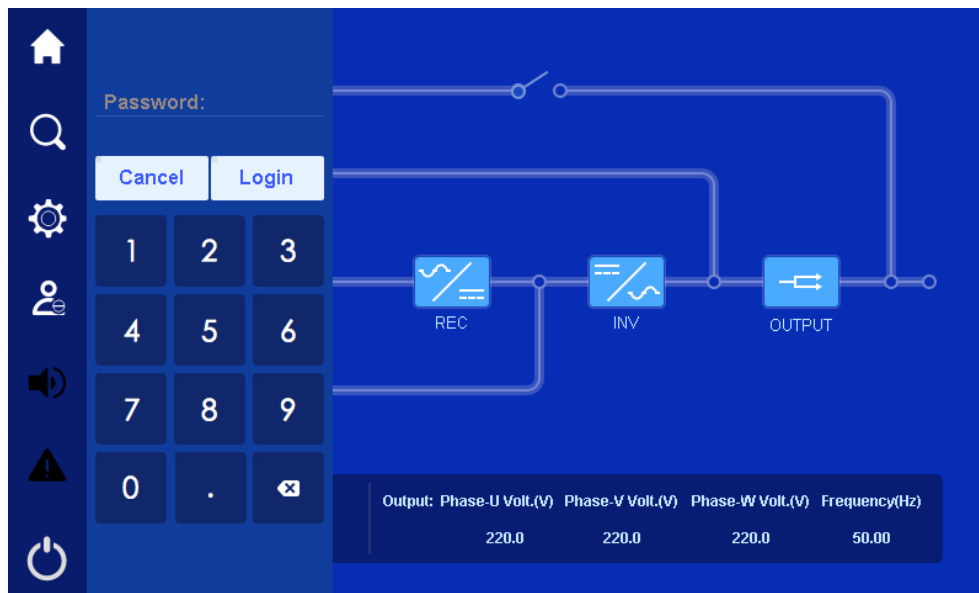 Password:
Cancel Login
1 2 3
4 5 6
7 8 9
0 .
REC INV OUTPUT
Output: Phase-U Volt.(V) Phase-V Volt.(V) Phase-W Volt.(V) Frequency(Hz)
220.0 220.0 220.0 50.00